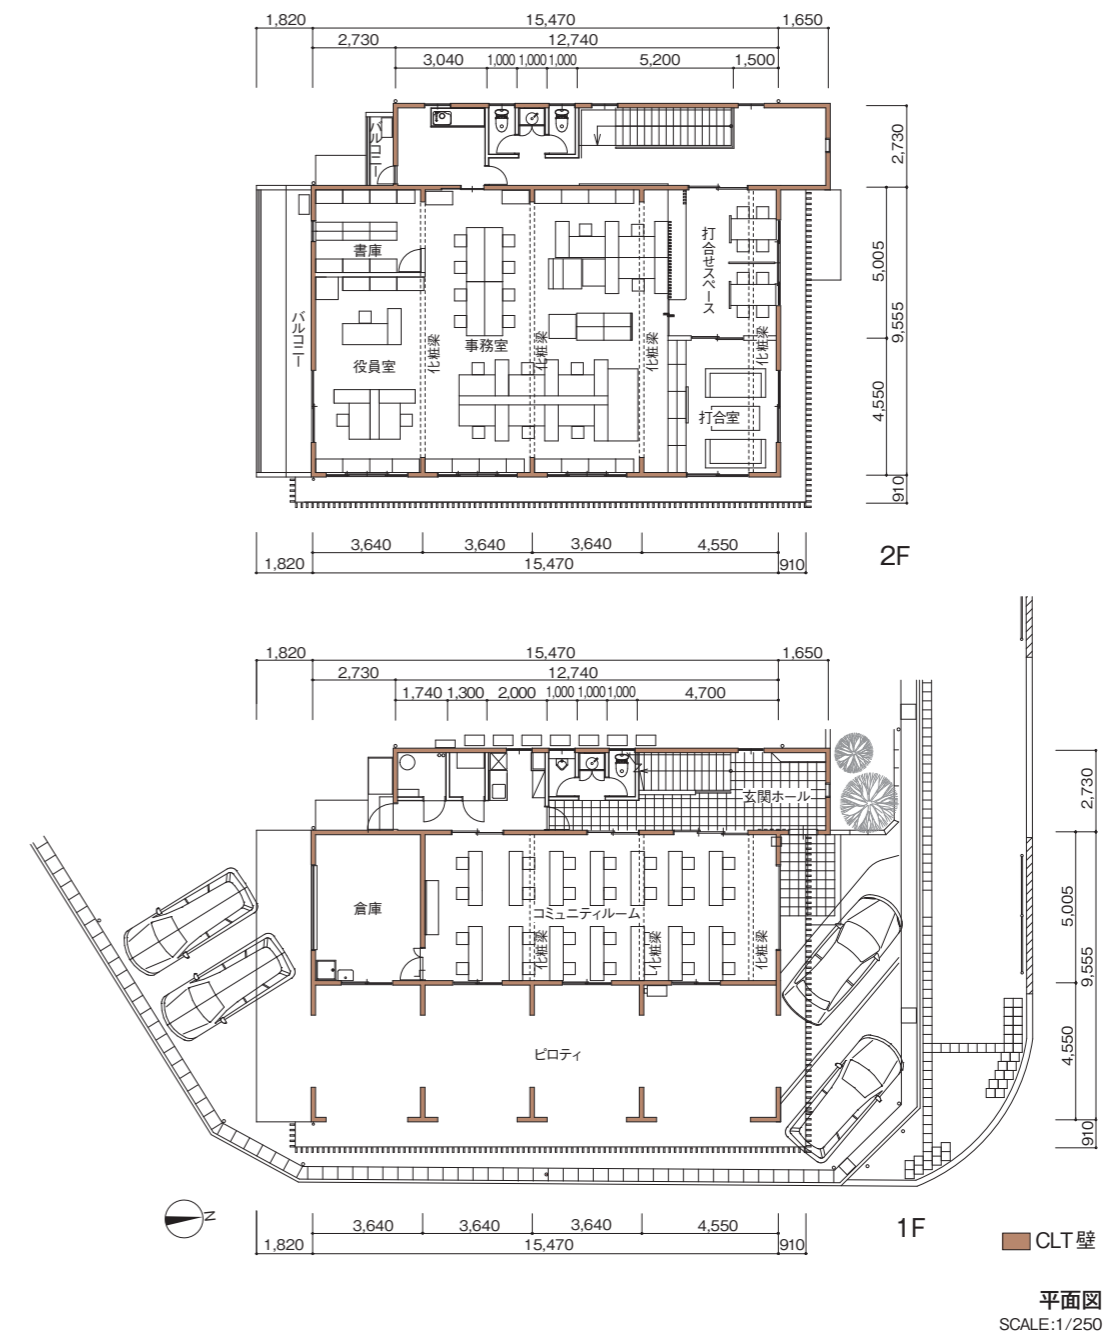 1,820 15,470 1,650
2,730 12,740
3,040 1,000 1,000 1,000 5,200 1,500
バルコニー
2,730
書庫
打合せスペース
5,005
9,555
バルコニー
役員室
化粧梁
事務室
化粧梁
化粧梁
化粧梁
打合室
4,550
910
3,640 3,640 3,640 4,550
1,820 15,470 910
2F
1,820 15,470 1,650
2,730 12,740
1,740 1,300 2,000 1,000 1,000 1,000 4,700
玄関ホール
2,730
倉庫
コミュニティルーム
化粧梁
化粧梁
化粧梁
5,005
9,555
ピロティ
4,550
910
N
3,640 3,640 3,640 4,550
1,820 15,470 910
1F
CLT壁
平面図
SCALE:1/250